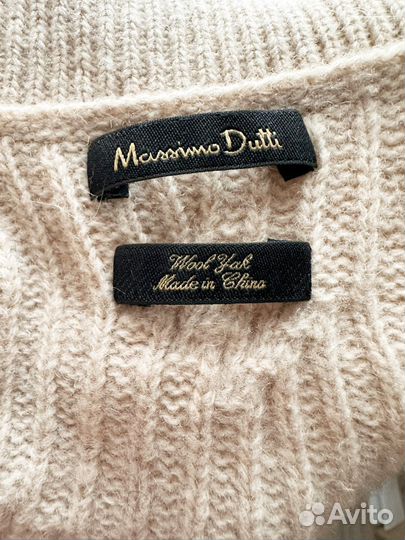 Massimo Dutti
Wool Yak
Made in China
Avito